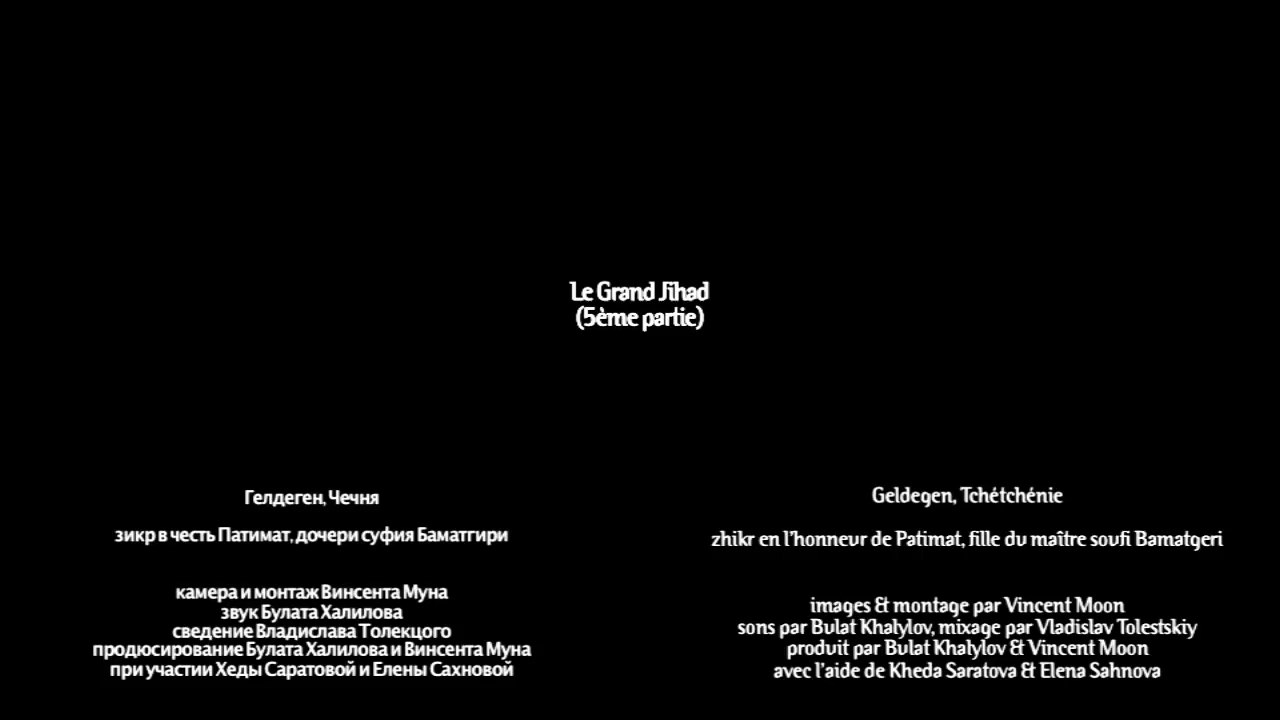 Le Grand Jihad
(5ème partie)
Гелдеген, Чечня
зикр в честь Патимат, дочери суфия Баматгири
камера и монтаж Винсента Муна
звук Булата Халилова
сведение Владислава Толекцого
продюсирование Булата Халилова и Винсента Муна
при участии Хеды Саратовой и Елены Сахновой
Geldegen, Tchétchénie
zhikr en l'honneur de Patimat, fille du maître soufi Bamatgeri
images & montage par Vincent Moon
sons par Bulat Khalylov, mixage par Vladislav Tolestskiy
produit par Bulat Khalylov & Vincent Moon
avec l'aide de Kheda Saratova & Elena Sahnova